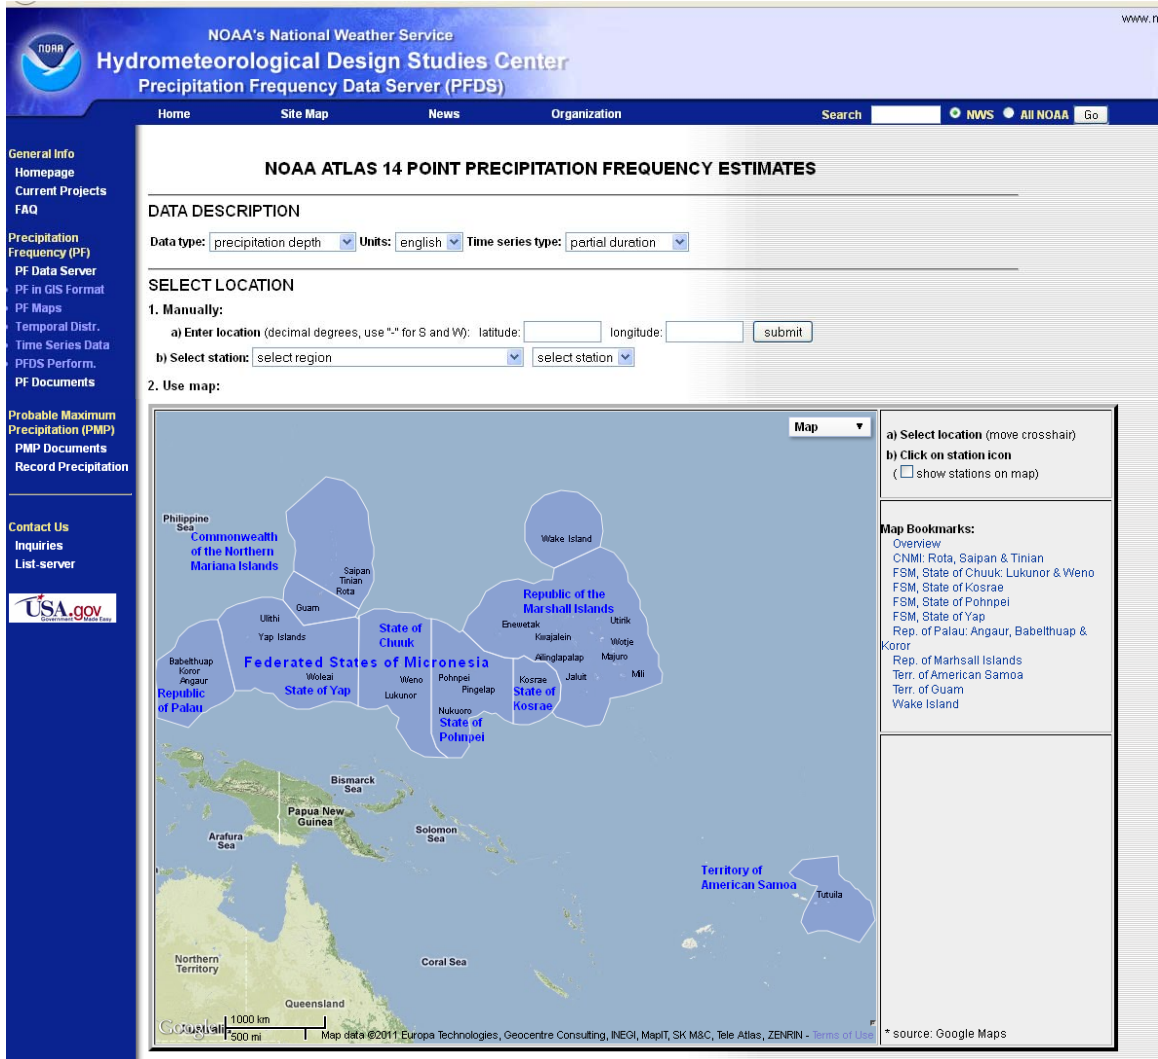 www.n
NOAA
NOAA's National Weather Service
Hydrometeorological Design Studies Center
Precipitation Frequency Data Server (PFDS)
Home Site Map News Organization Search NWS All NOAA Go
General Info
Homepage
Current Projects
FAQ
Precipitation
Frequency (PF)
PF Data Server
PF in GIS Format
PF Maps
Temporal Distr.
Time Series Data
PFDS Perform.
PF Documents
Probable Maximum
Precipitation (PMP)
PMP Documents
Record Precipitation
Contact Us
Inquiries
List-server
USA.gov
Government Made Easy
NOAA ATLAS 14 POINT PRECIPITATION FREQUENCY ESTIMATES
DATA DESCRIPTION
Data type: precipitation depth Units: english Time series type: partial duration
SELECT LOCATION
1. Manually:
a) Enter location (decimal degrees, use "-" for S and W): latitude: longitude: submit
b) Select station: select region select station
2. Use map:
Map
Philippine
Sea
Commonwealth
of the Northern
Mariana Islands
Saipan
Tinian
Rota
Guam
Wake Island
Republic of the
Marshall Islands
Enewetak
Utirik
Kwajalein
Wotje
Ailinglapalap
Majuro
Jaluit
Mili
Ulithi
Yap Islands
State of
Chuuk
Federated States of Micronesia
Babelthuap
Koror
Angaur
Republic
of Palau
Woleai
State of Yap
Weno
Lukunor
Pohnpei
Pingelap
Nukuoro
State of
Pohnpei
Kosrae
State of
Kosrae
Bismarck
Sea
Papua New
Guinea
Arafura
Sea
Solomon
Sea
Territory of
American Samoa
Tutuila
Northern
Territory
Coral Sea
Queensland
Australia
Google
1000 km
500 mi
Map data ©2011 Europa Technologies, Geocentre Consulting, INEGI, MapIT, SK M&C, Tele Atlas, ZENRIN - Terms of Use
a) Select location (move crosshair)
b) Click on station icon
( show stations on map)
Map Bookmarks:
Overview
CNMI: Rota, Saipan & Tinian
FSM, State of Chuuk: Lukunor & Weno
FSM, State of Kosrae
FSM, State of Pohnpei
FSM, State of Yap
Rep. of Palau: Angaur, Babelthuap &
Koror
Rep. of Marhsall Islands
Terr. of American Samoa
Terr. of Guam
Wake Island
* source: Google Maps